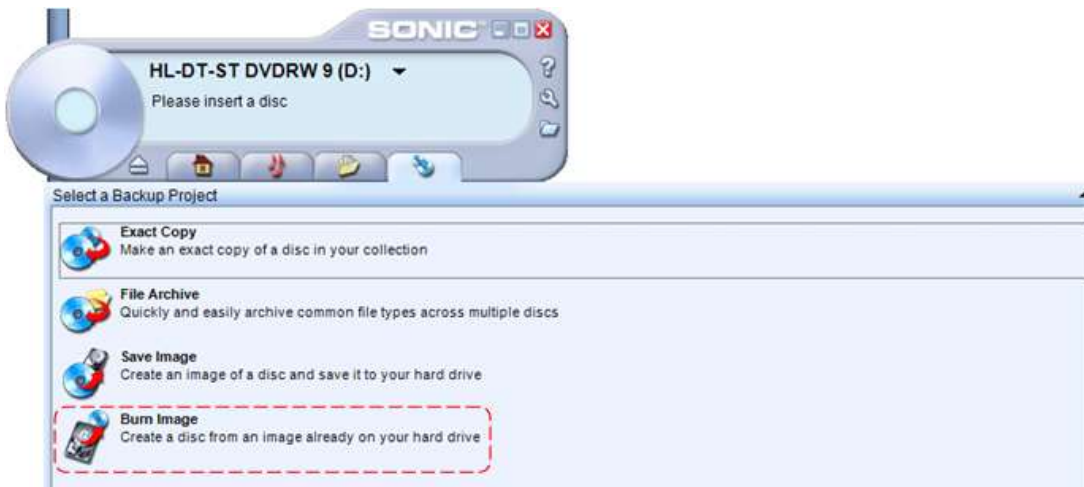 SONIC
HL-DT-ST DVDRW 9 (D:)
Please insert a disc
Select a Backup Project
Exact Copy
Make an exact copy of a disc in your collection
File Archive
Quickly and easily archive common file types across multiple discs
Save Image
Create an image of a disc and save it to your hard drive
Burn Image
Create a disc from an image already on your hard drive